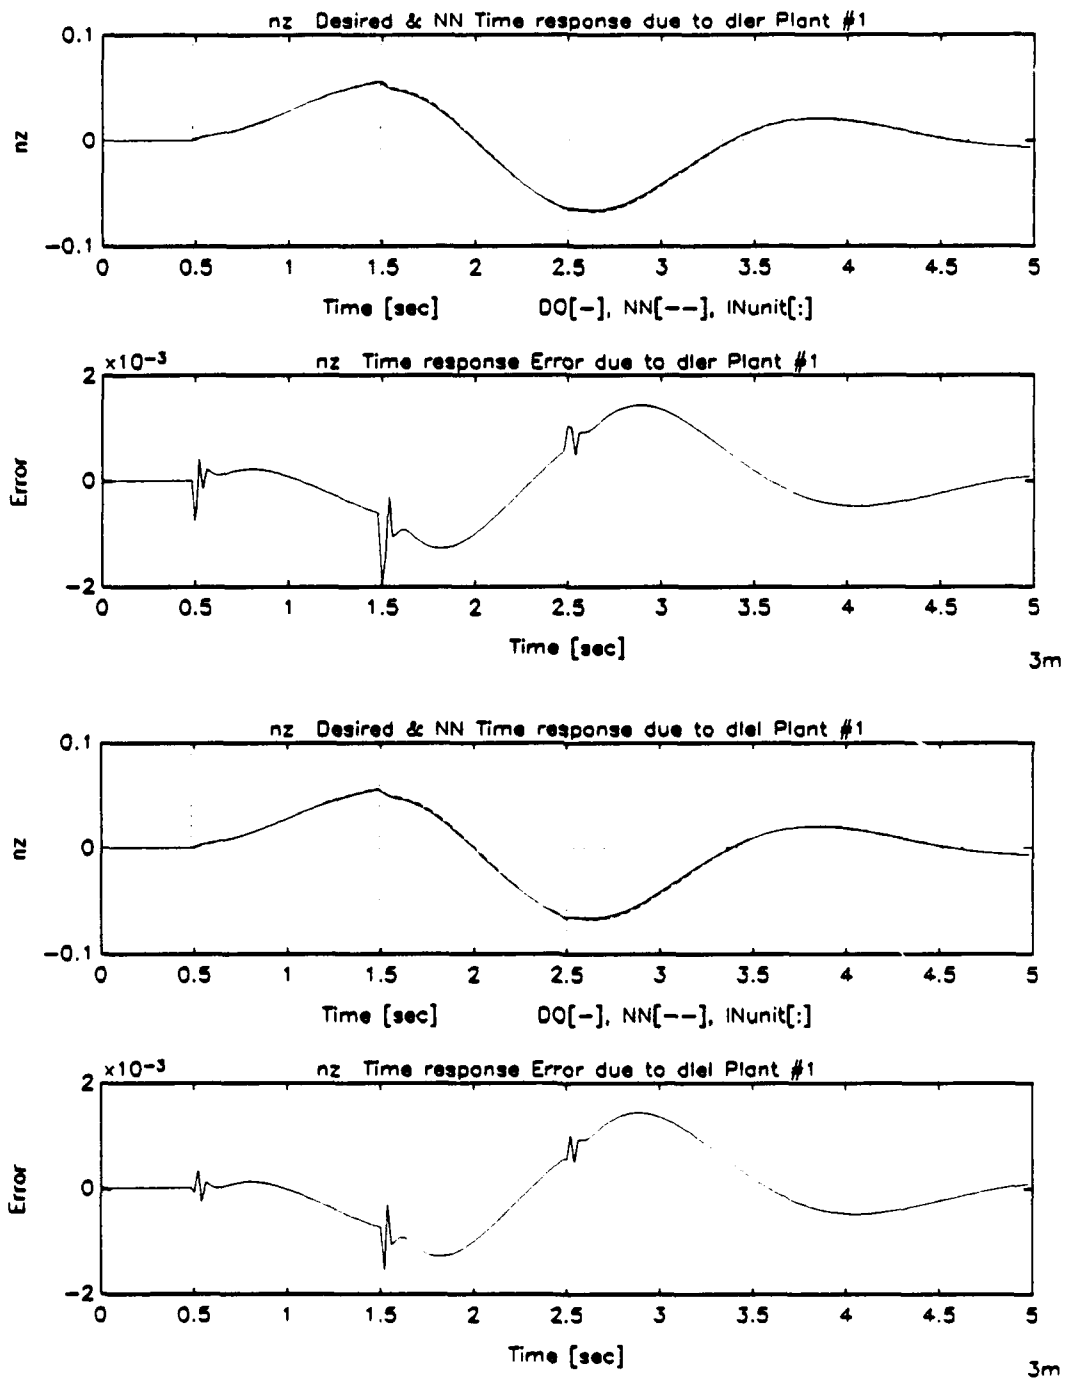 nz Desired & NN Time response due to dler Plant #1
0.1
nz
0
-0.1
0 0.5 1 1.5 2 2.5 3 3.5 4 4.5 5
Time [sec] DO[-], NN[--], INunit[:]
×10-3 nz Time response Error due to dler Plant #1
2
Error
0
-2
0 0.5 1 1.5 2 2.5 3 3.5 4 4.5 5
Time [sec]
3m
nz Desired & NN Time response due to dlel Plant #1
0.1
nz
0
-0.1
0 0.5 1 1.5 2 2.5 3 3.5 4 4.5 5
Time [sec] DO[-], NN[--], INunit[:]
×10-3 nz Time response Error due to dlel Plant #1
2
Error
0
-2
0 0.5 1 1.5 2 2.5 3 3.5 4 4.5 5
Time [sec]
3m